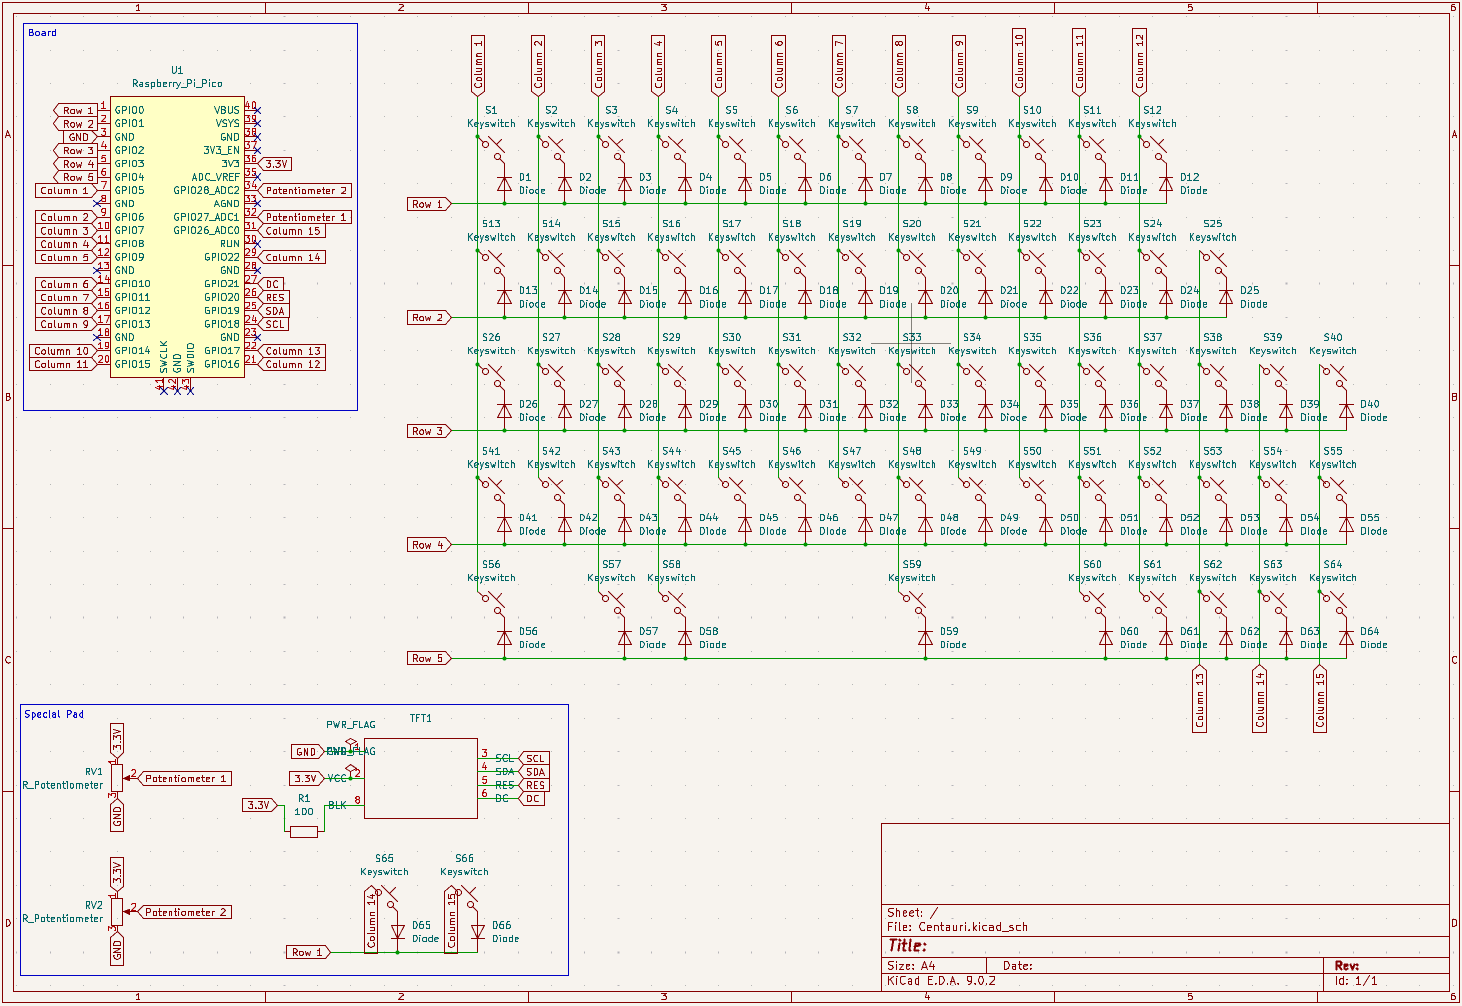 1 2 3 4 5 6
Board
U1
Raspberry_Pi_Pico
Row 1 1 GPIO0 VBUS 40
Row 2 2 GPIO1 VSYS 39
GND 3 GND GND 38
Row 3 4 GPIO2 3V3_EN 37
Row 4 5 GPIO3 3V3 36 3.3V
Row 5 6 GPIO4 ADC_VREF 35
Column 1 7 GPIO5 GPIO28_ADC2 34 Potentiometer 2
8 GND AGND 33
Column 2 9 GPIO6 GPIO27_ADC1 32 Potentiometer 1
Column 3 10 GPIO7 GPIO26_ADC0 31 Column 15
Column 4 11 GPIO8 RUN 30
Column 5 12 GPIO9 GPIO22 29 Column 14
13 GND GND 28
Column 6 14 GPIO10 GPIO21 27 DC
Column 7 15 GPIO11 GPIO20 26 RES
Column 8 16 GPIO12 GPIO19 25 SDA
Column 9 17 GPIO13 GPIO18 24 SCL
18 GND GND 23
Column 10 19 GPIO14 GPIO17 22 Column 13
Column 11 20 GPIO15 GPIO16 21 Column 12
SWCLK GND SWDIO
41 42 43
Column 1 Column 2 Column 3 Column 4 Column 5 Column 6 Column 7 Column 8 Column 9 Column 10 Column 11 Column 12
S1 S2 S3 S4 S5 S6 S7 S8 S9 S10 S11 S12
Keyswitch Keyswitch Keyswitch Keyswitch Keyswitch Keyswitch Keyswitch Keyswitch Keyswitch Keyswitch Keyswitch Keyswitch
A A
D1 D2 D3 D4 D5 D6 D7 D8 D9 D10 D11 D12
Diode Diode Diode Diode Diode Diode Diode Diode Diode Diode Diode Diode
Row 1
S13 S14 S15 S16 S17 S18 S19 S20 S21 S22 S23 S24 S25
Keyswitch Keyswitch Keyswitch Keyswitch Keyswitch Keyswitch Keyswitch Keyswitch Keyswitch Keyswitch Keyswitch Keyswitch Keyswitch
D13 D14 D15 D16 D17 D18 D19 D20 D21 D22 D23 D24 D25
Diode Diode Diode Diode Diode Diode Diode Diode Diode Diode Diode Diode Diode
Row 2
S26 S27 S28 S29 S30 S31 S32 S33 S34 S35 S36 S37 S38 S39 S40
Keyswitch Keyswitch Keyswitch Keyswitch Keyswitch Keyswitch Keyswitch Keyswitch Keyswitch Keyswitch Keyswitch Keyswitch Keyswitch Keyswitch Keyswitch
B B
D26 D27 D28 D29 D30 D31 D32 D33 D34 D35 D36 D37 D38 D39 D40
Diode Diode Diode Diode Diode Diode Diode Diode Diode Diode Diode Diode Diode Diode Diode
Row 3
S41 S42 S43 S44 S45 S46 S47 S48 S49 S50 S51 S52 S53 S54 S55
Keyswitch Keyswitch Keyswitch Keyswitch Keyswitch Keyswitch Keyswitch Keyswitch Keyswitch Keyswitch Keyswitch Keyswitch Keyswitch Keyswitch Keyswitch
D41 D42 D43 D44 D45 D46 D47 D48 D49 D50 D51 D52 D53 D54 D55
Diode Diode Diode Diode Diode Diode Diode Diode Diode Diode Diode Diode Diode Diode Diode
Row 4
S56 S57 S58 S59 S60 S61 S62 S63 S64
Keyswitch Keyswitch Keyswitch Keyswitch Keyswitch Keyswitch Keyswitch Keyswitch Keyswitch
D56 D57 D58 D59 D60 D61 D62 D63 D64
Diode Diode Diode Diode Diode Diode Diode Diode Diode
Row 5
C C
Column 13 Column 14 Column 15
Special Pad
3.3V
1
RV1
R_Potentiometer
2 Potentiometer 1
3
GND
3.3V
1
RV2
R_Potentiometer
2 Potentiometer 2
3
GND
PWR_FLAG TFT1
GND GND PWR_FLAG 1
3.3V VCC 2
3.3V R1 BLK 8
1D0
3 SCL SCL
4 SDA SDA
5 RES RES
6 DC DC
S65 S66
Keyswitch Keyswitch
Column 14 Column 15
D65 D66
Diode Diode
Row 1
D D
Sheet: /
File: Centauri.kicad_sch
Title:
Size: A4 Date: Rev:
KiCad E.D.A. 9.0.2 Id: 1/1
1 2 3 4 5 6